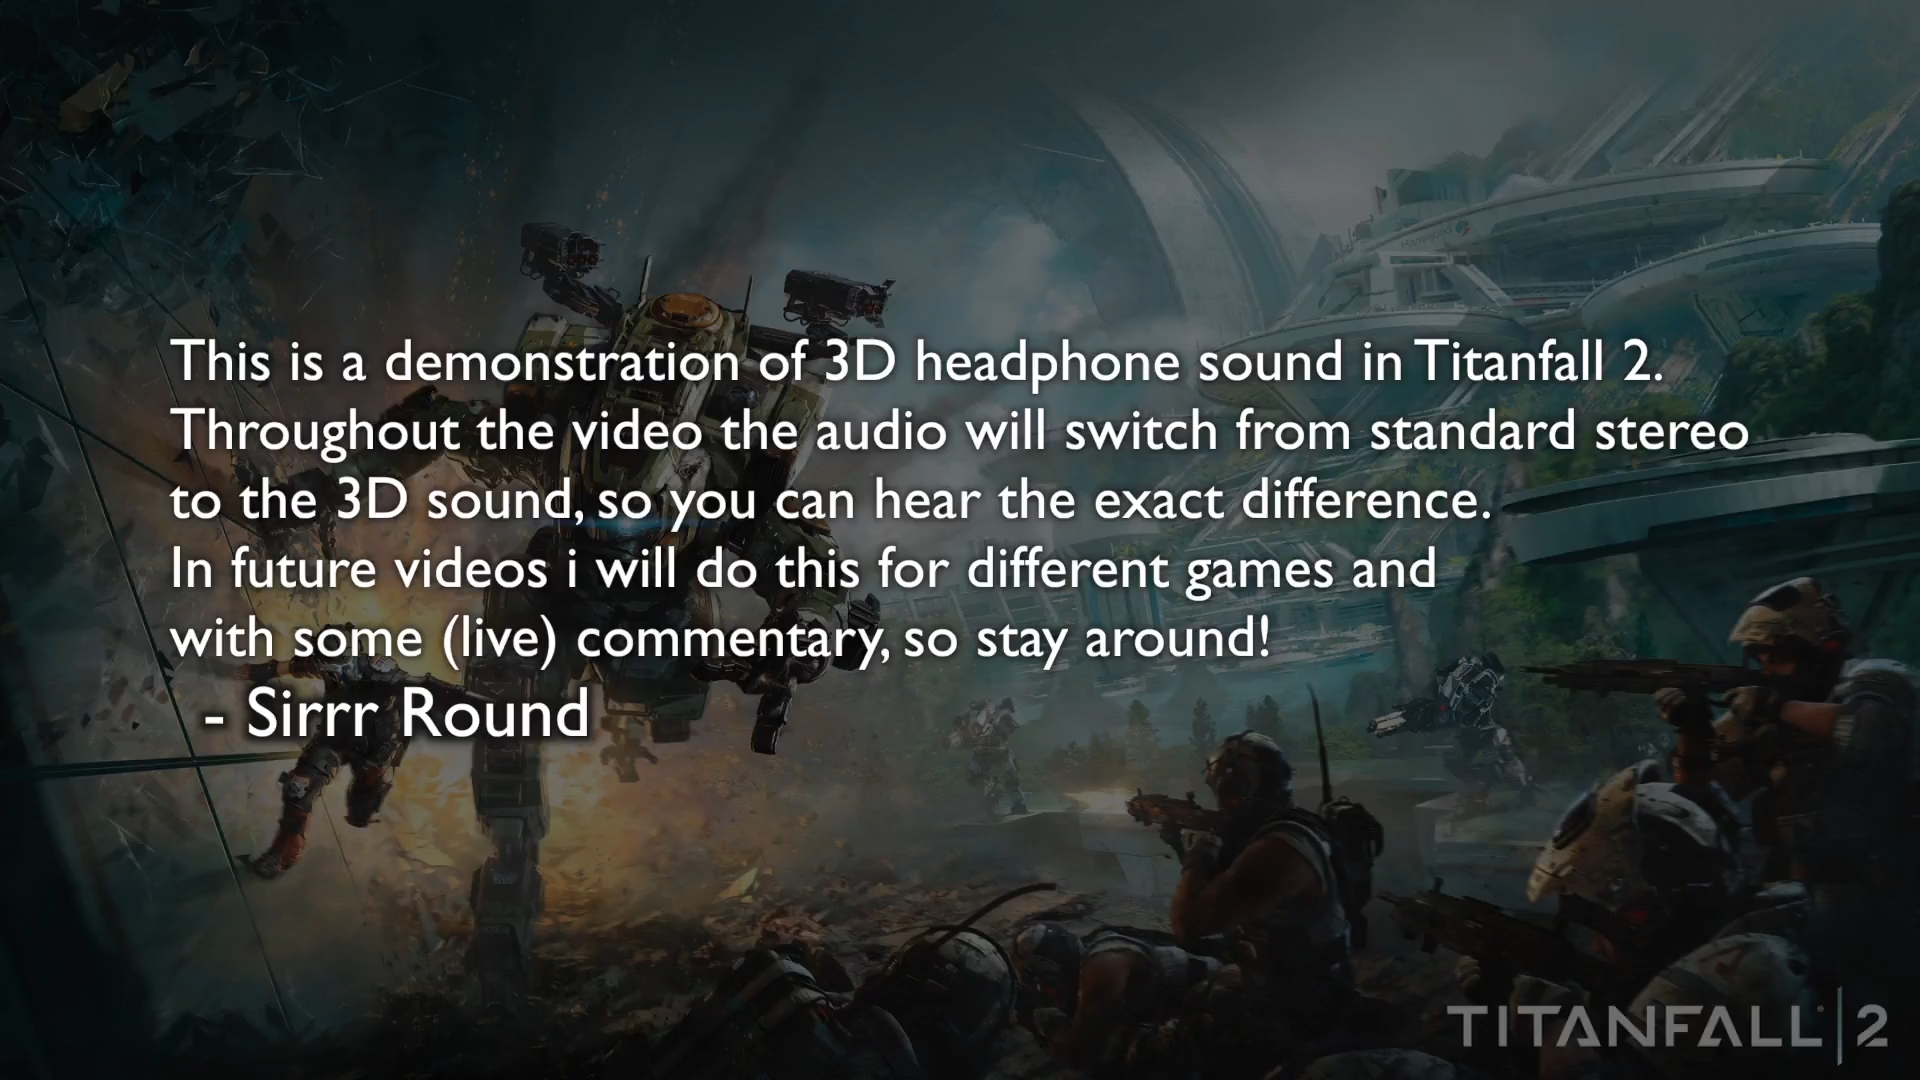 This is a demonstration of 3D headphone sound in Titanfall 2.
Throughout the video the audio will switch from standard stereo
to the 3D sound, so you can hear the exact difference.
In future videos i will do this for different games and
with some (live) commentary, so stay around!
- Sirrr Round
TITANFALL® 2